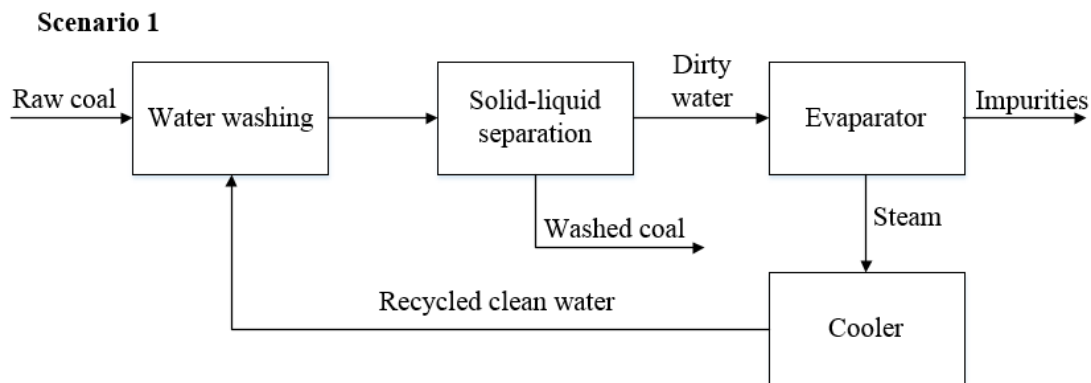 Scenario 1
Raw coal
Water washing
Solid-liquid
separation
Dirty
water
Evaparator
Impurities
Washed coal
Steam
Recycled clean water
Cooler